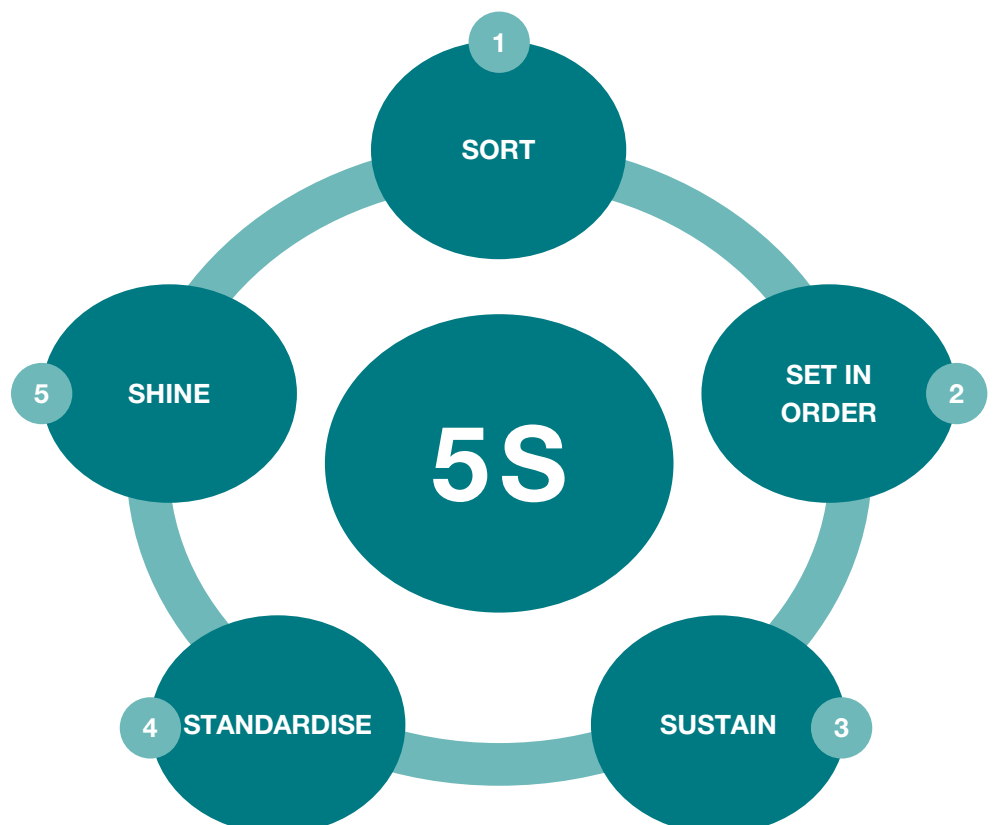 1
SORT
5
SHINE
SET IN
ORDER
2
5S
4
STANDARDISE
SUSTAIN
3